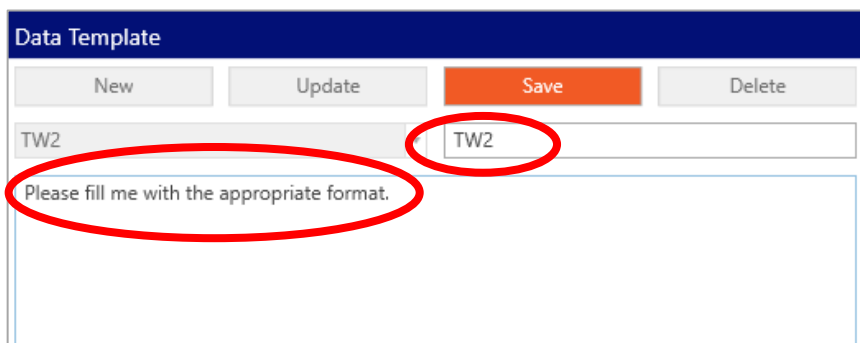 Data Template
New Update Save Delete
TW2 TW2
Please fill me with the appropriate format.